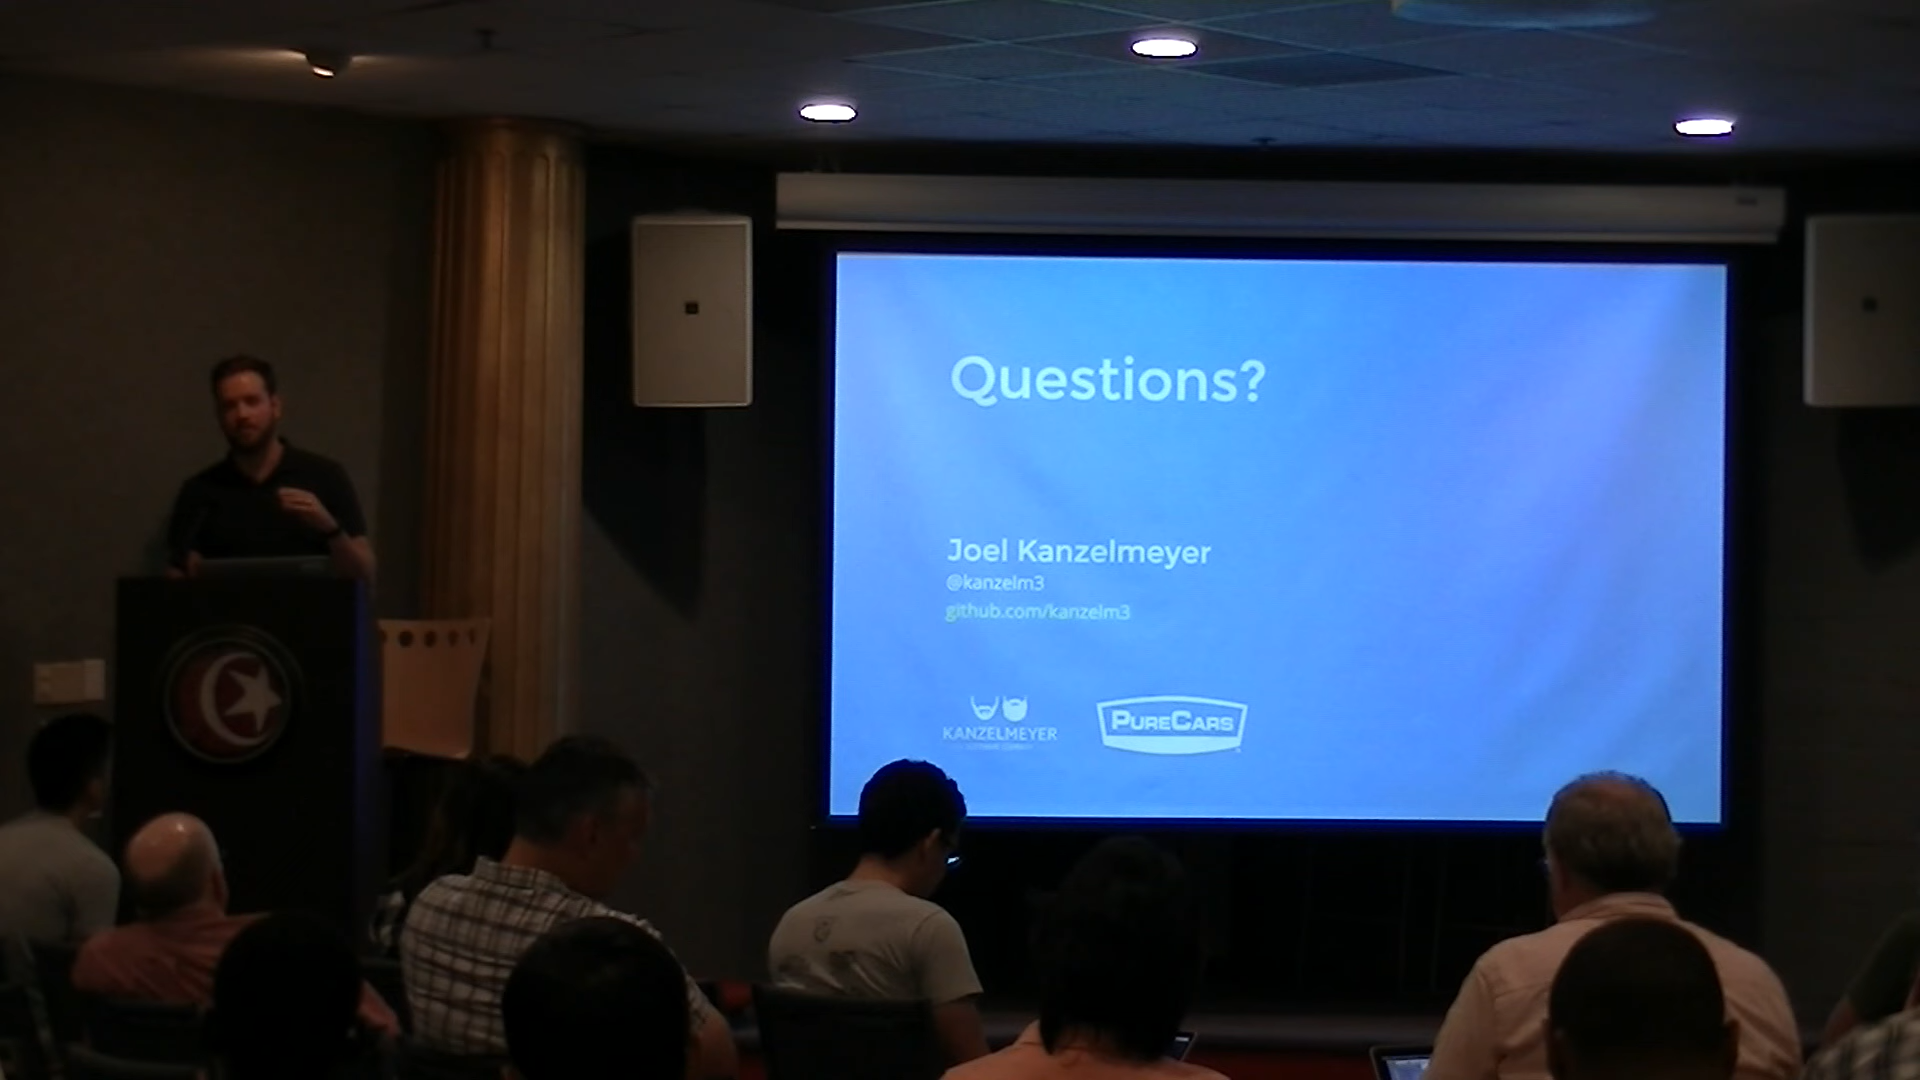 Questions?
Joel Kanzelmeyer
@kanzelm3
github.com/kanzelm3
KANZELMEYER
PURECARS